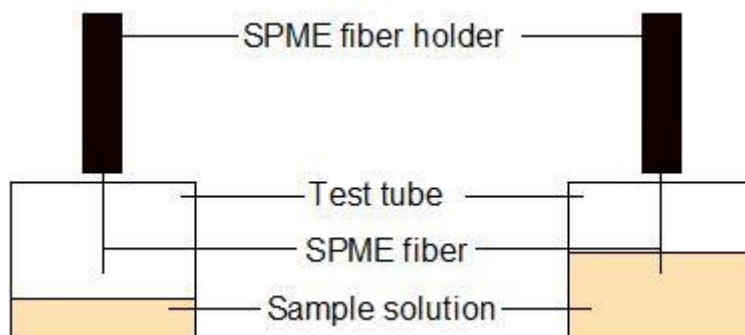 SPME fiber holder
Test tube
SPME fiber
Sample solution